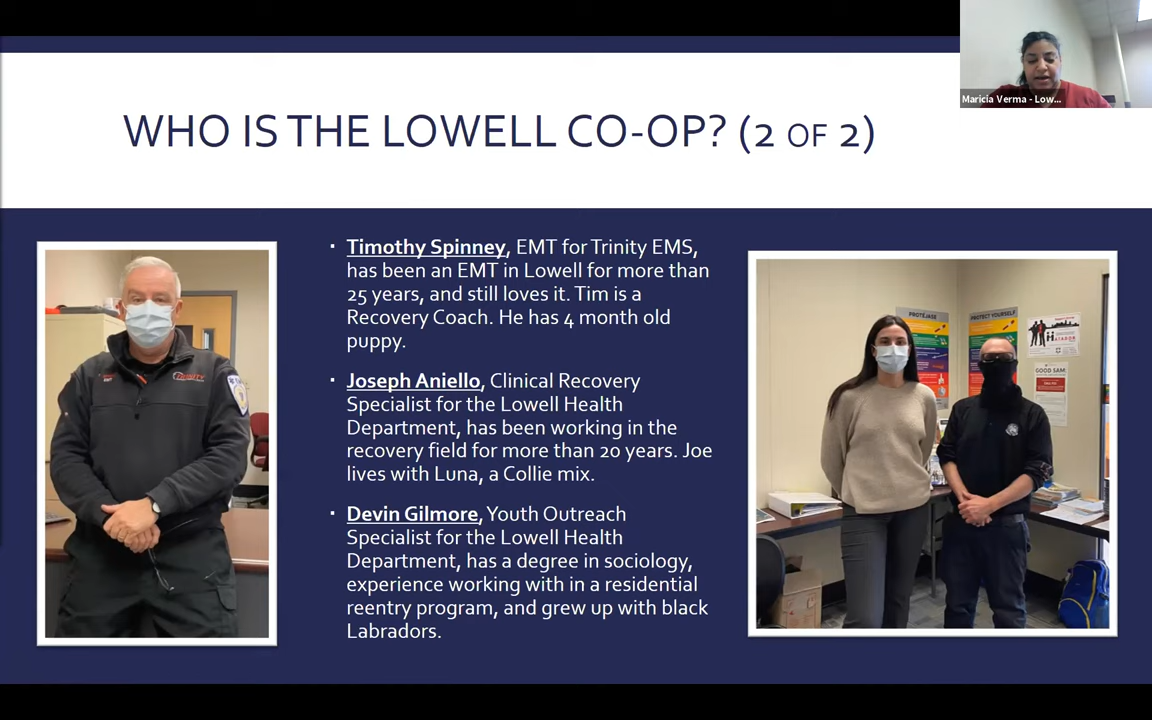 Maricia Verma - Low...
WHO IS THE LOWELL CO-OP? (2 OF 2)
▪ Timothy Spinney, EMT for Trinity EMS,
has been an EMT in Lowell for more than
25 years, and still loves it. Tim is a
Recovery Coach. He has 4 month old
puppy.
▪ Joseph Aniello, Clinical Recovery
Specialist for the Lowell Health
Department, has been working in the
recovery field for more than 20 years. Joe
lives with Luna, a Collie mix.
▪ Devin Gilmore, Youth Outreach
Specialist for the Lowell Health
Department, has a degree in sociology,
experience working with in a residential
reentry program, and grew up with black
Labradors.
PROTÉJASE
PROTECT YOURSELF
GOOD SAM